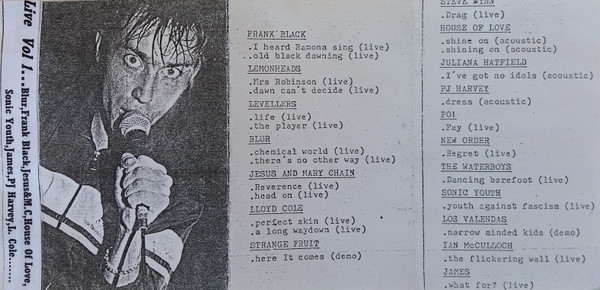 Live Vol 1...Blur,Frank Black,Jesus&M.C,House Of Love,
Sonic Youth,James,PJ Harvey,L. Cole.......
FRANK BLACK
.I heard Ramona sing (live)
..old black dawning (live)
LEMONHEADS
.Mrs Robinson (live)
.dawn can't decide (live)
LEVELLERS
.life (live)
.the player (live)
BLUR
.chemical world (live)
.there's no other way (live)
JESUS AND MARY CHAIN
.Reverence (live)
.head on (live)
LLOYD COLE
.perfect skin (live)
.a long waydown (live)
STRANGE FRUIT
.here It comes (demo)
STEVE WYNN
.Drag (live)
HOUSE OF LOVE
.shine on (acoustic)
.shining on (acoustic)
JULIANA HATFIELD
.I've got no idols (acoustic)
PJ HARVEY
.dress (acoustic)
PO!
.Fay (live)
NEW ORDER
.Regret (live)
THE WATERBOYS
.Dancing barefoot (live)
SONIC YOUTH
.youth against fascism (live)
LOS VALENDAS
.narrow minded kids (demo)
IAN McCULLOCH
.the flickering wall (live)
JAMES
.what for? (live)